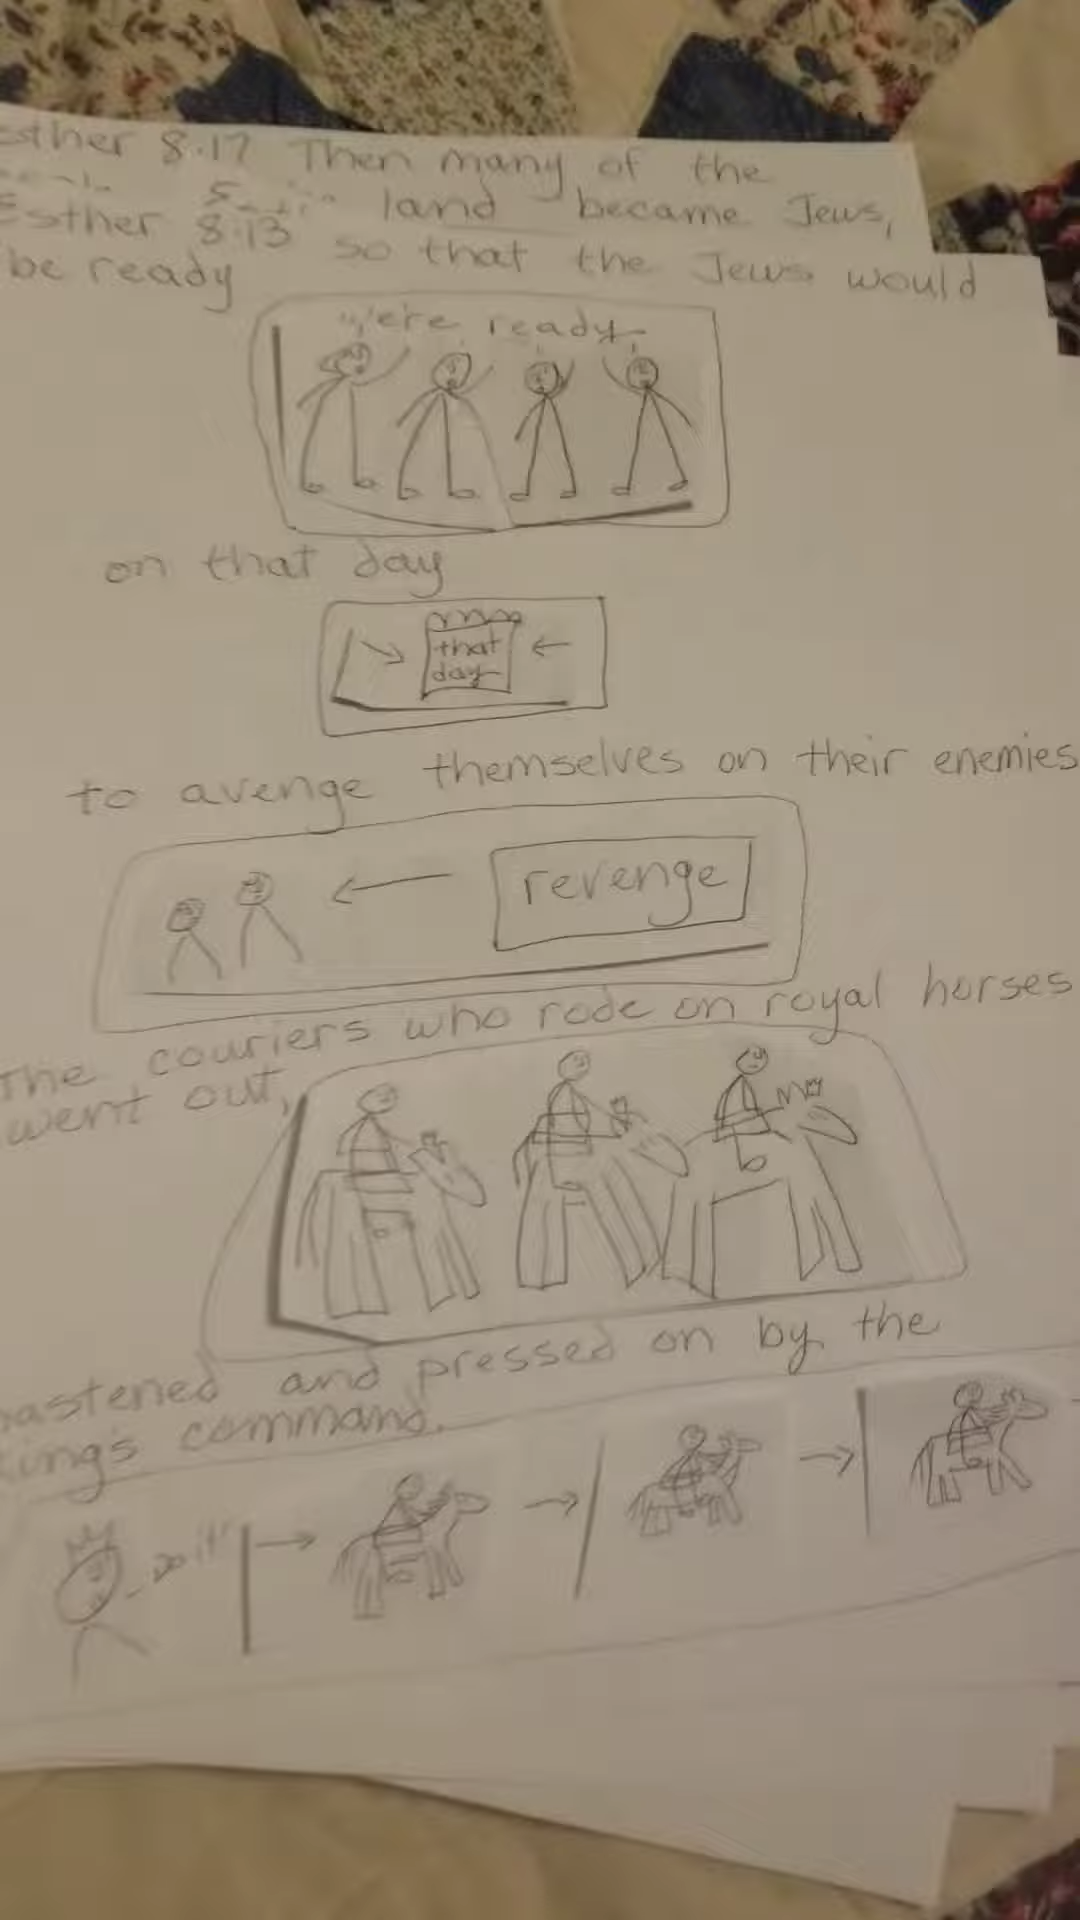 sther 8:17 Then many of the
land became Jews,
Esther 8:13 so that the Jews would
be ready
we're ready
on that day
that
day
to avenge themselves on their enemies
revenge
The couriers who rode on royal horses
went out,
hastened and pressed on by the
king's command.
"Do it"